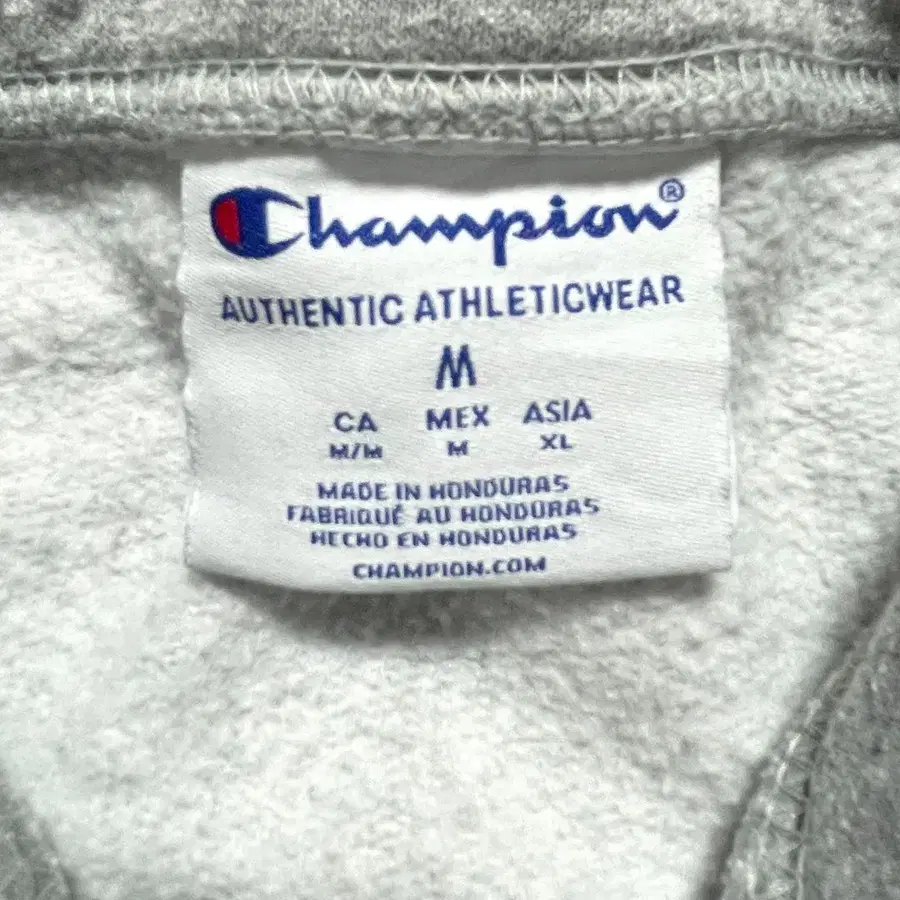 Champion®
AUTHENTIC ATHLETICWEAR
M
CA MEX ASIA
M/M M XL
MADE IN HONDURAS
FABRIQUÉ AU HONDURAS
HECHO EN HONDURAS
CHAMPION.COM